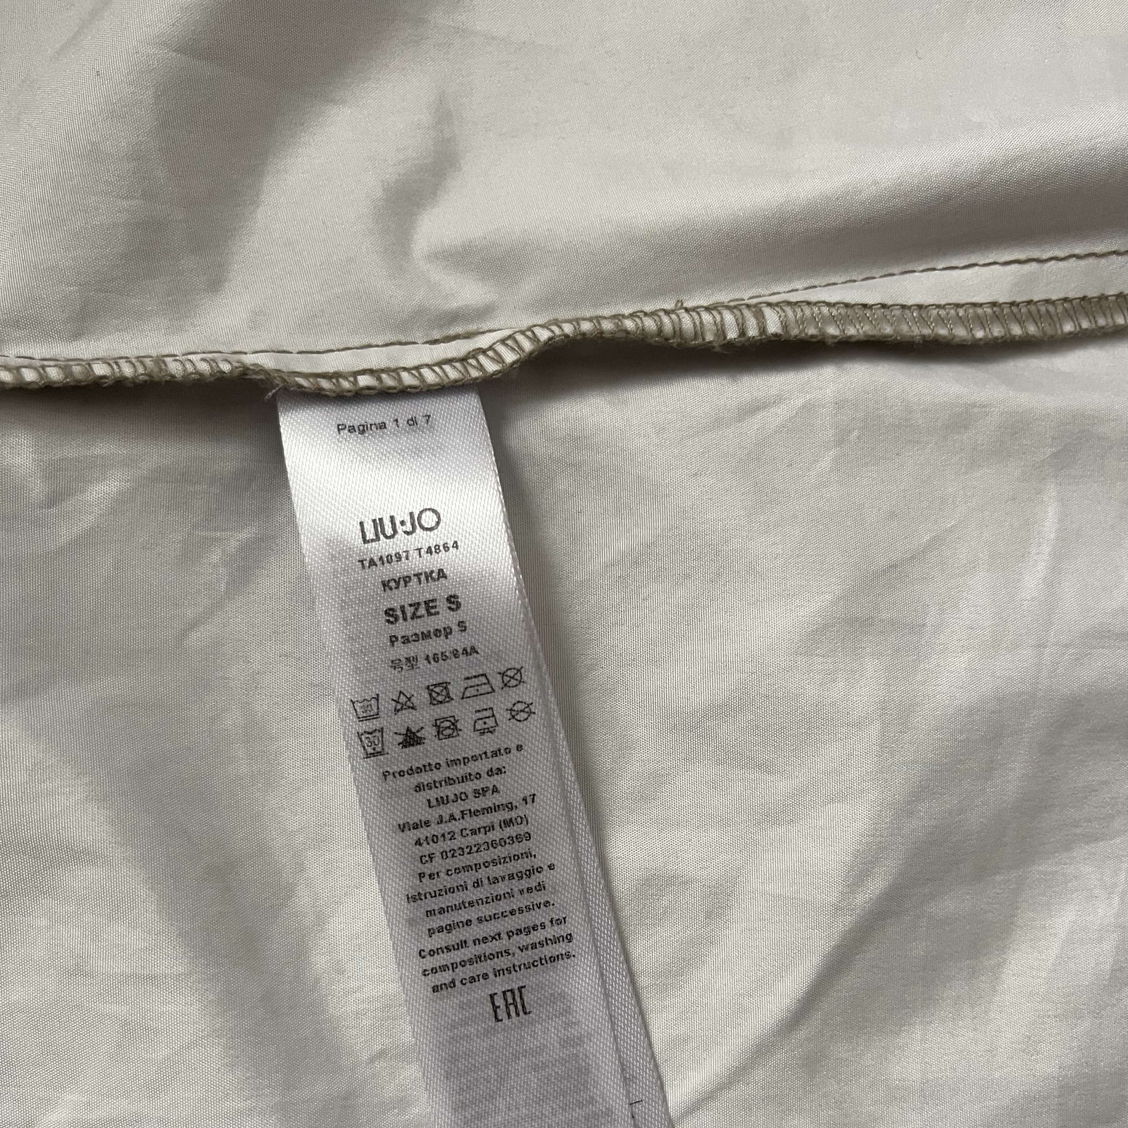 Pagina 1 di 7
LIU·JO
TA1097 T4864
КУРТКА
SIZE S
Размер S
号型 165/84A
30
30
Prodotto importato e
distribuito da:
LIUJO SPA
Viale J.A.Fleming, 17
41012 Carpi (MO)
CF 02322360369
Per composizioni,
istruzioni di lavaggio e
manutenzioni vedi
pagine successive.
Consult next pages for
compositions, washing
and care instructions.
EAC